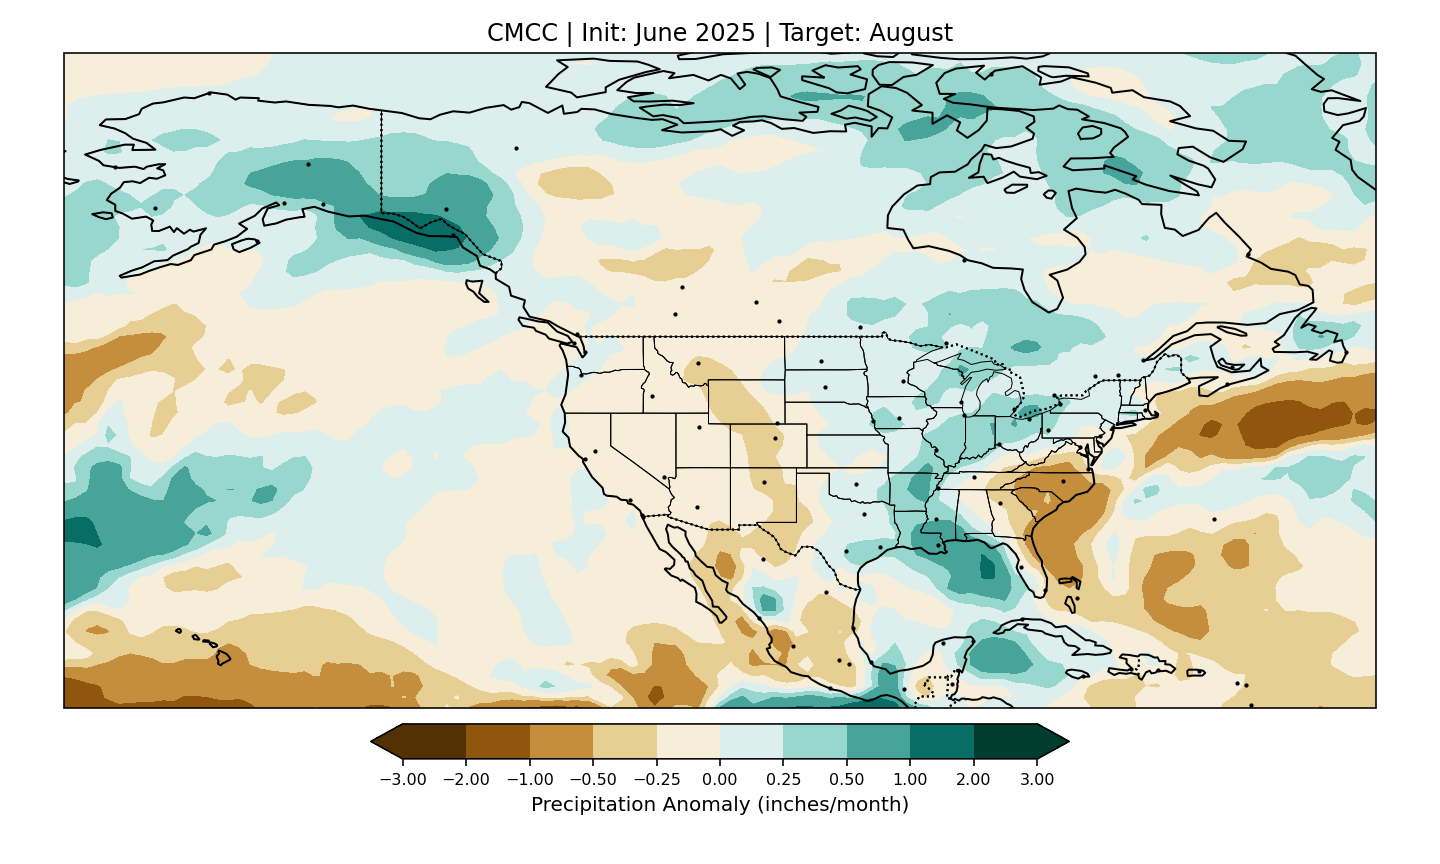 CMCC | Init: June 2025 | Target: August
−3.00 −2.00 −1.00 −0.50 −0.25 0.00 0.25 0.50 1.00 2.00 3.00
Precipitation Anomaly (inches/month)